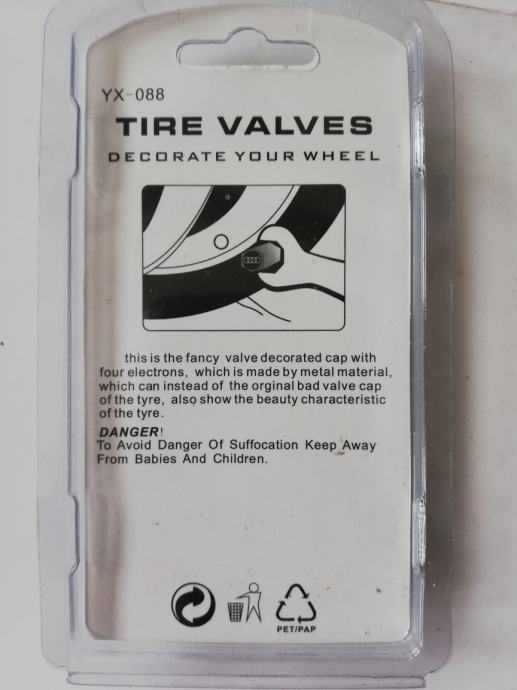 YX-088
TIRE VALVES
DECORATE YOUR WHEEL
this is the fancy valve decorated cap with
four electrons, which is made by metal material,
which can instead of the orginal bad valve cap
of the tyre, also show the beauty characteristic
of the tyre.
DANGER!
To Avoid Danger Of Suffocation Keep Away
From Babies And Children.
PET/PAP